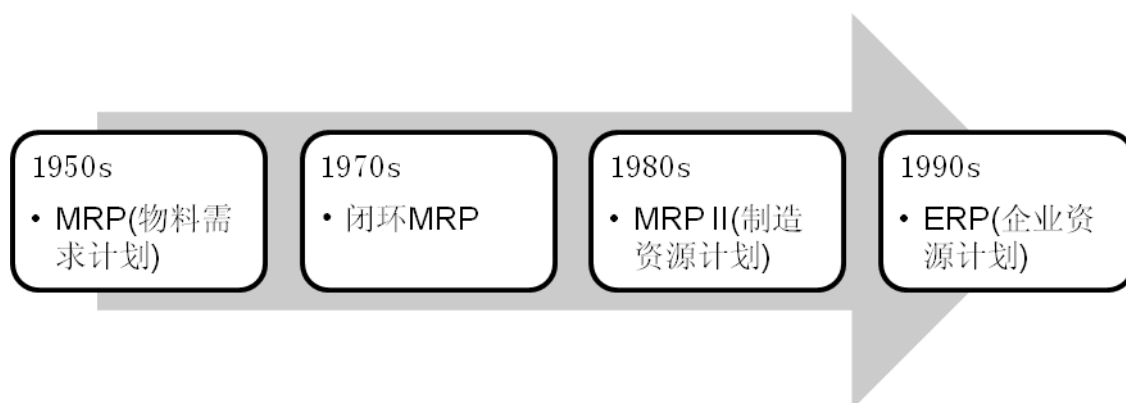 1950s
• MRP(物料需
求计划)
1970s
• 闭环MRP
1980s
• MRP II(制造
资源计划)
1990s
• ERP(企业资
源计划)